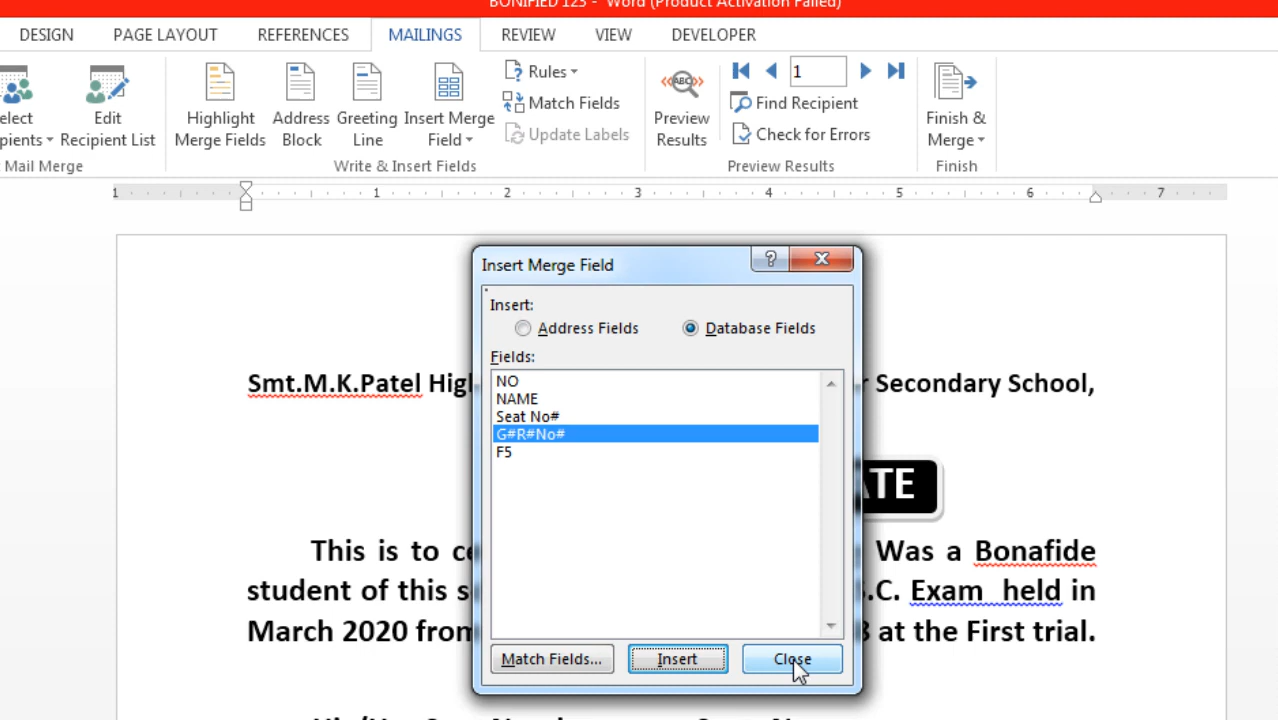 BONIFIED 123 - Word (Product Activation Failed)
DESIGN PAGE LAYOUT REFERENCES MAILINGS REVIEW VIEW DEVELOPER
elect
pients
Edit
Recipient List
Highlight
Merge Fields
Address
Block
Greeting
Line
Insert Merge
Field
Rules
Match Fields
Update Labels
Preview
Results
1
Find Recipient
Check for Errors
Finish &
Merge
Mail Merge Write & Insert Fields Preview Results Finish
1 1 2 3 4 5 6 7
Insert Merge Field
Insert:
Address Fields Database Fields
Fields:
NO
NAME
Seat No#
G#R#No#
F5
Match Fields... Insert Close
Smt.M.K.Patel Hig r Secondary School,
ATE
This is to ce Was a Bonafide
student of this s .C. Exam held in
March 2020 from 8 at the First trial.